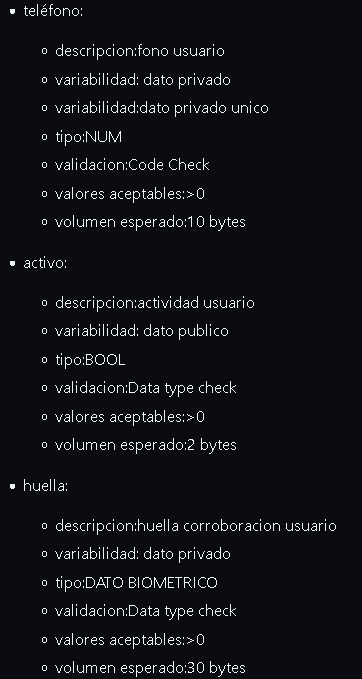 teléfono:
descripcion:fono usuario
variabilidad: dato privado
variabilidad:dato privado unico
tipo:NUM
validacion:Code Check
valores aceptables:>0
volumen esperado:10 bytes
activo:
descripcion:actividad usuario
variabilidad: dato publico
tipo:BOOL
validacion:Data type check
valores aceptables:>0
volumen esperado:2 bytes
huella:
descripcion:huella corroboracion usuario
variabilidad: dato privado
tipo:DATO BIOMETRICO
validacion:Data type check
valores aceptables:>0
volumen esperado:30 bytes